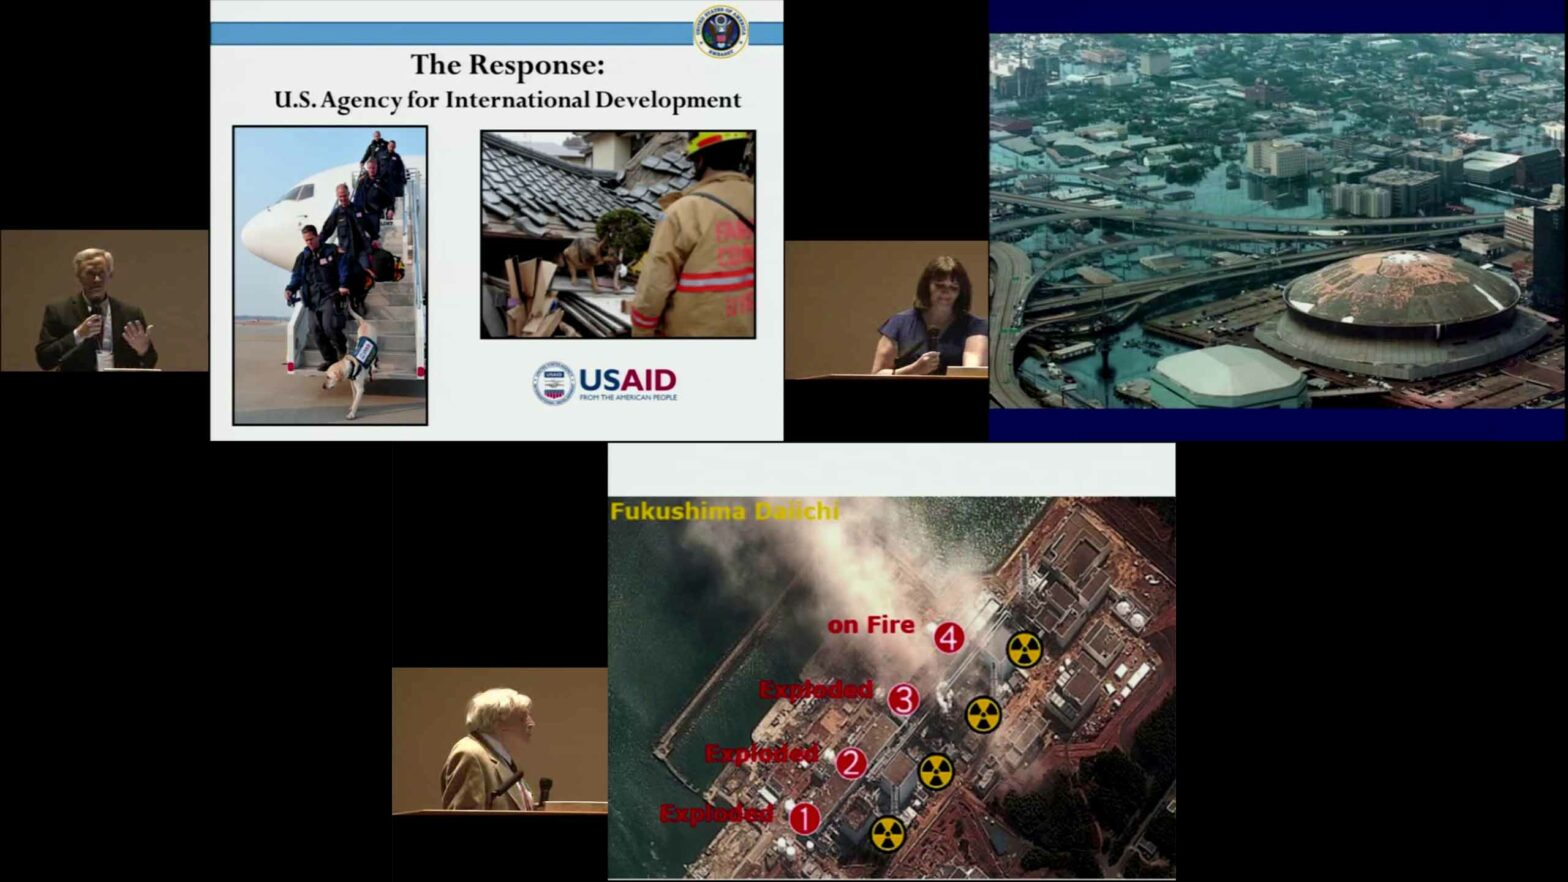 The Response:
U.S. Agency for International Development
USAID
FROM THE AMERICAN PEOPLE
Fukushima Daiichi
on Fire 4
Exploded 3
Exploded 2
Exploded 1